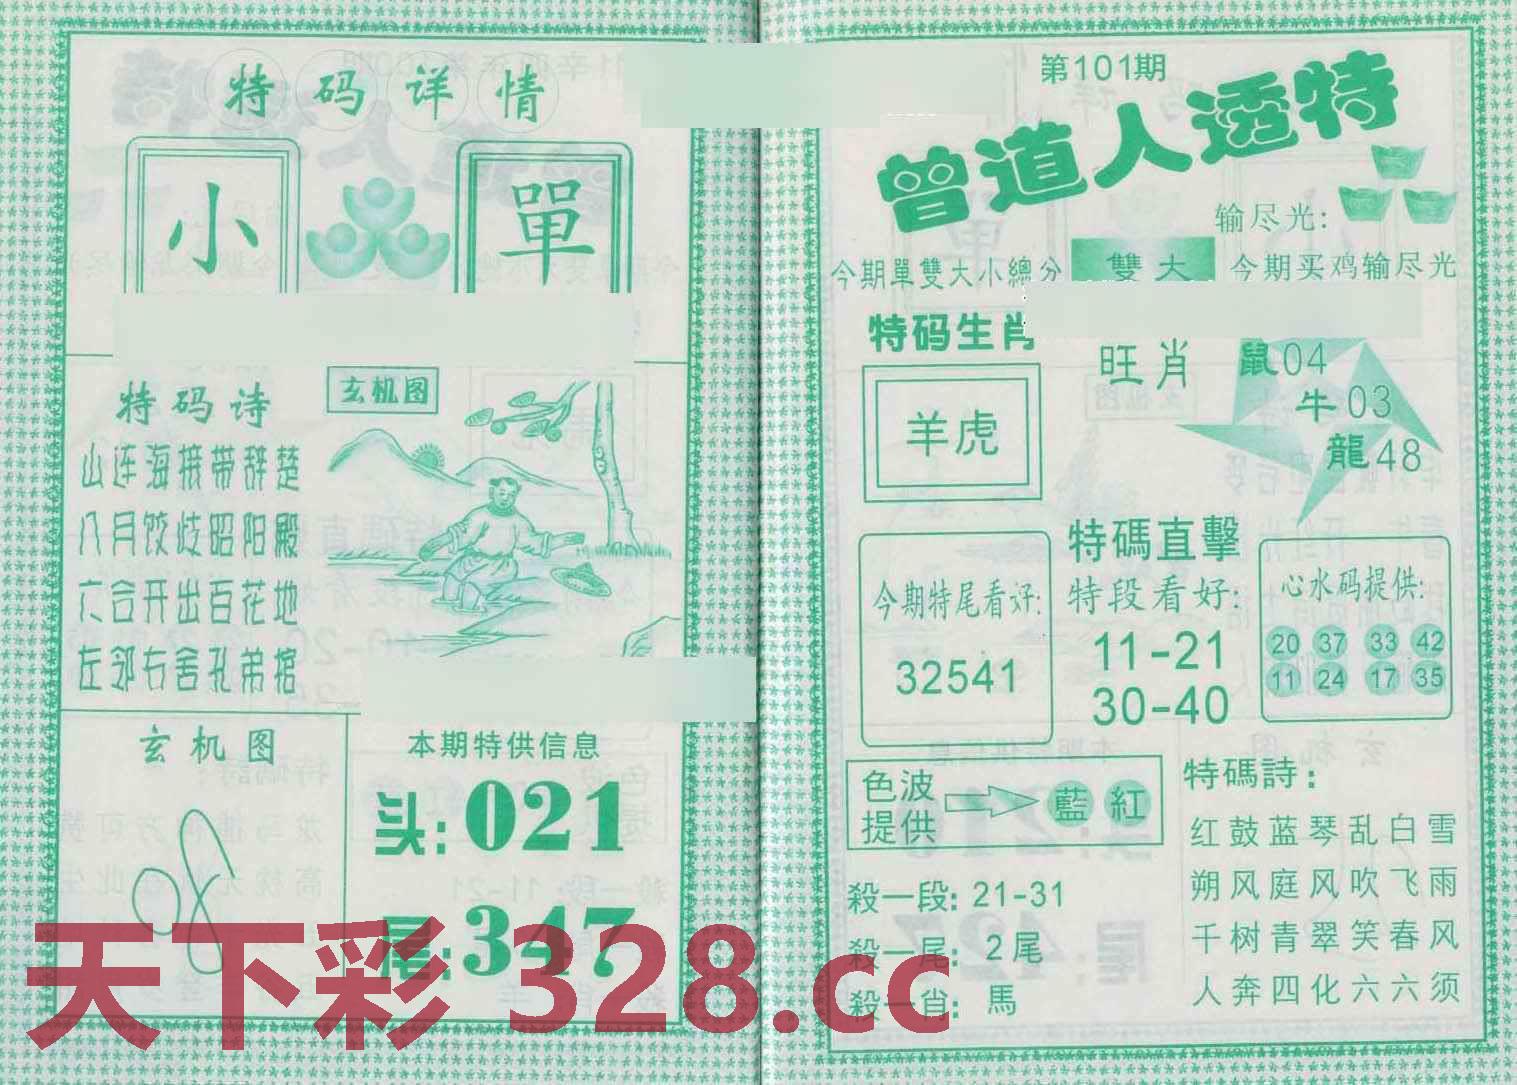 特码详情
小 單
特码诗
玄机图
山连海接带辞楚
八月饺歧昭阳殿
六合开出百花地
左邻右舍孔弟棺
玄机图
本期特供信息
头:021
尾:347
第101期
曾道人透特
输尽光:
今期單雙大小總分 雙大 今期买鸡输尽光
特码生肖
羊虎
旺肖
鼠04
牛03
龍48
今期特尾看好:
32541
特碼直擊
特段看好:
11-21
30-40
心水码提供:
20 37 33 42
11 24 17 35
色波
提供
藍 紅
殺一段: 21-31
殺一尾: 2尾
殺一肖: 馬
特碼詩:
红鼓蓝琴乱白雪
朔风庭风吹飞雨
千树青翠笑春风
人奔四化六六须
天下彩 328.cc